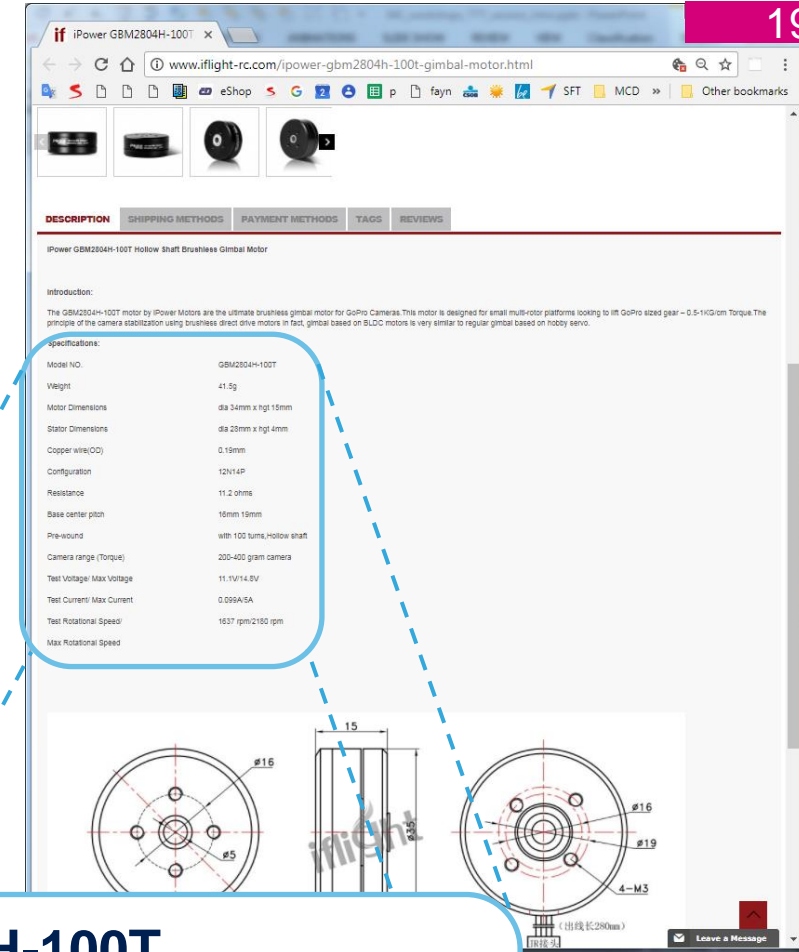 19
iPower GBM2804H-100T
www.iflight-rc.com/ipower-gbm2804h-100t-gimbal-motor.html
eShop
p
fayn
SFT
MCD
»
Other bookmarks
DESCRIPTION
SHIPPING METHODS
PAYMENT METHODS
TAGS
REVIEWS
iPower GBM2804H-100T Hollow Shaft Brushless Gimbal Motor
Introduction:
The GBM2804H-100T motor by iPower Motors are the ultimate brushless gimbal motor for GoPro Cameras.This motor is designed for small multi-rotor platforms looking to lift GoPro sized gear – 0.5-1KG/cm Torque.The
principle of the camera stabilization using brushless direct drive motors in fact, gimbal based on BLDC motors is very similar to regular gimbal based on hobby servo.
Specifications:
Model NO. GBM2804H-100T
Weight 41.5g
Motor Dimensions dia 34mm x hgt 15mm
Stator Dimensions dia 28mm x hgt 4mm
Copper wire(OD) 0.19mm
Configuration 12N14P
Resistance 11.2 ohms
Base center pitch 16mm 19mm
Pre-wound with 100 turns,Hollow shaft
Camera range (Torque) 200-400 gram camera
Test Voltage/ Max Voltage 11.1V/14.8V
Test Current/ Max Current 0.099A/5A
Test Rotational Speed/ 1637 rpm/2180 rpm
Max Rotational Speed
15
ø16
ø5
ø35
iflight
ø16
ø19
4-M3
(出线长280mm)
Leave a Message
H-100T